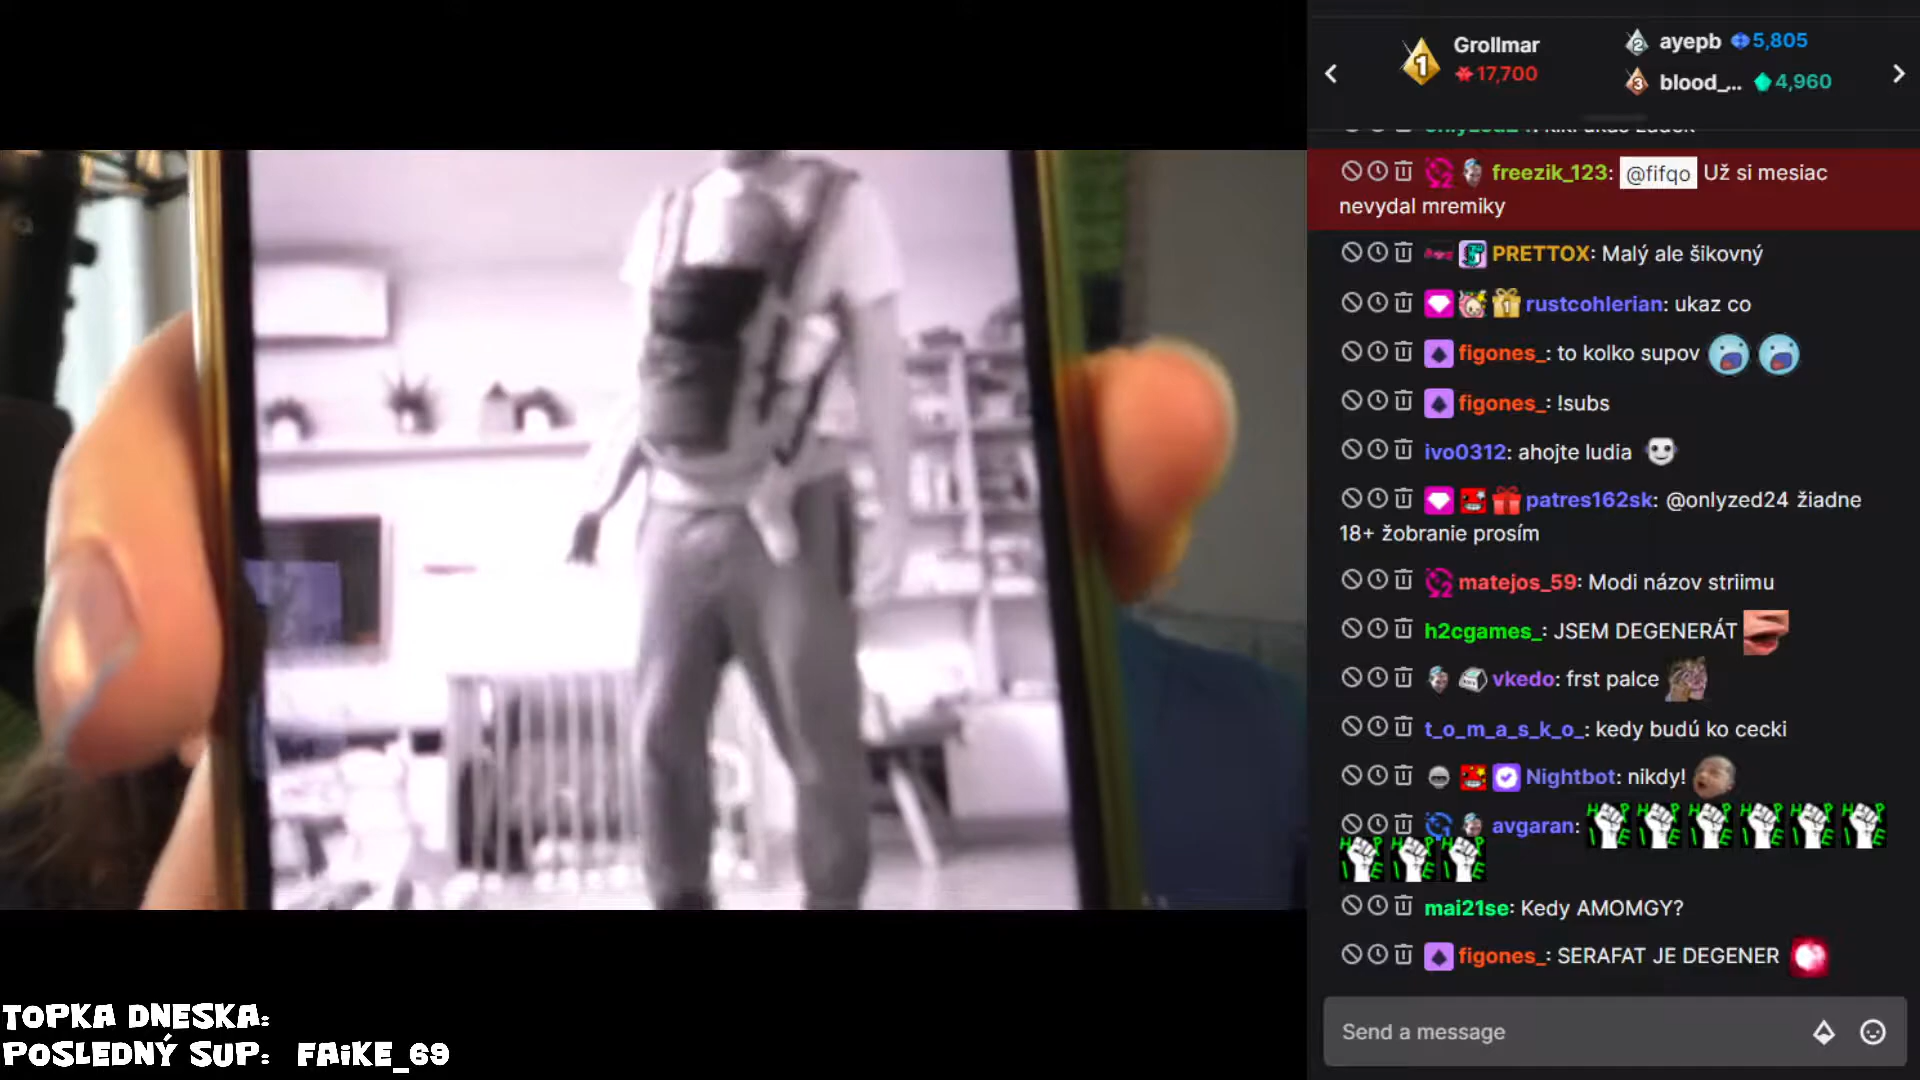 Grollmar
17,700
ayepb 5,805
blood_... 4,960
freezik_123: @fifqo Už si mesiac
nevydal mremiky
PRETTOX: Malý ale šikovný
rustcohlerian: ukaz co
figones_: to kolko supov
figones_: !subs
ivo0312: ahojte ludia
patres162sk: @onlyzed24 žiadne
18+ žobranie prosím
matejos_59: Modi názov striimu
h2cgames_: JSEM DEGENERÁT
vkedo: frst palce
t_o_m_a_s_k_o_: kedy budú ko cecki
Nightbot: nikdy!
avgaran:
mai21se: Kedy AMOMGY?
figones_: SERAFAT JE DEGENER
Send a message
TOPKA DNESKA:
POSLEDNÝ SUP: FAIKE_69